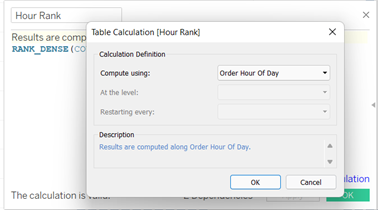 Hour Rank
Results are comp
RANK_DENSE(CO
Table Calculation [Hour Rank]
Calculation Definition
Compute using:
Order Hour Of Day
At the level:
Restarting every:
Description
Results are computed along Order Hour Of Day.
OK
Cancel
The calculation is valid.
2 Dependencies
OK